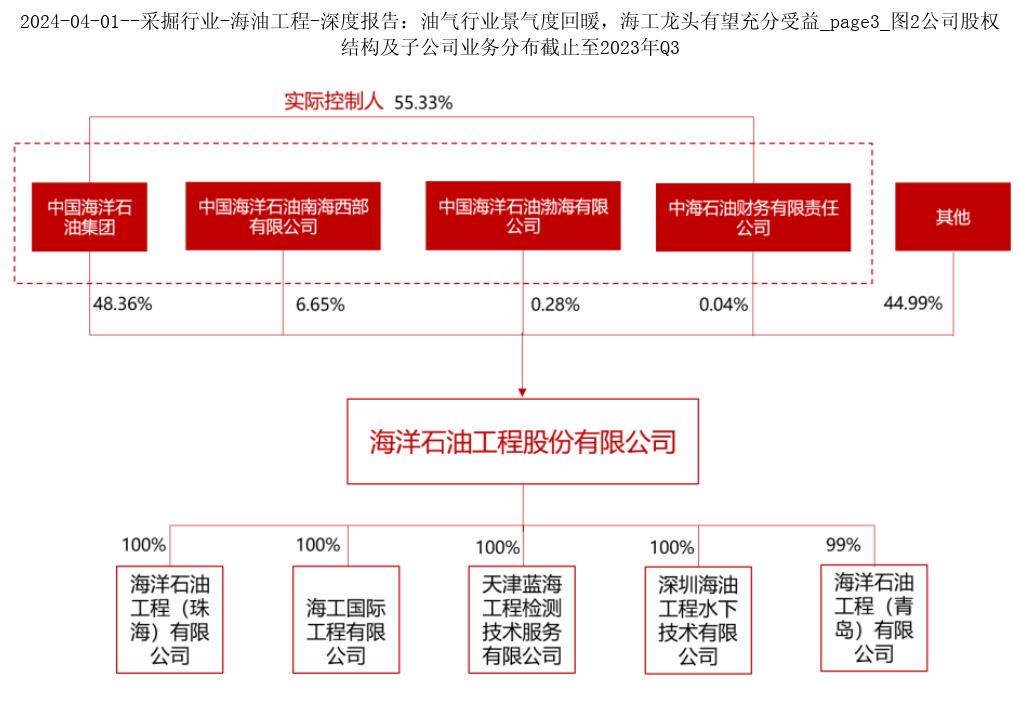 2024-04-01--采掘行业-海油工程-深度报告：油气行业景气度回暖，海工龙头有望充分受益_page3_图2公司股权
结构及子公司业务分布截止至2023年Q3
实际控制人 55.33%
中国海洋石
油集团
中国海洋石油南海西部
有限公司
中国海洋石油渤海有限
公司
中海石油财务有限责任
公司
其他
48.36%
6.65%
0.28%
0.04%
44.99%
海洋石油工程股份有限公司
100%
100%
100%
100%
99%
海洋石油
工程（珠
海）有限
公司
海工国际
工程有限
公司
天津蓝海
工程检测
技术服务
有限公司
深圳海油
工程水下
技术有限
公司
海洋石油
工程（青
岛）有限
公司